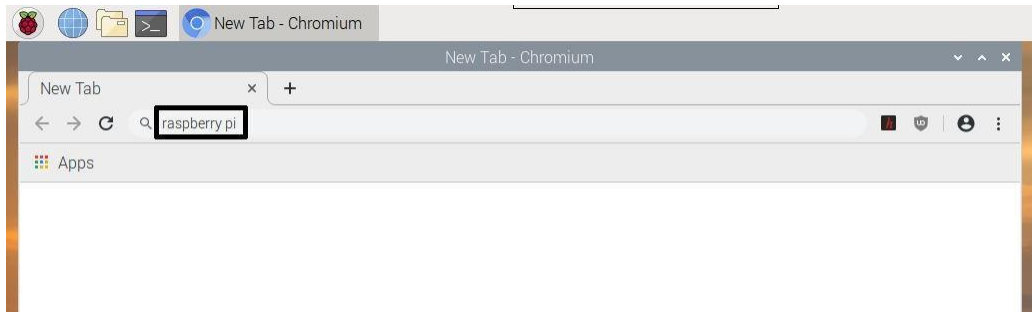 New Tab - Chromium
New Tab - Chromium
New Tab
raspberry pi
Apps